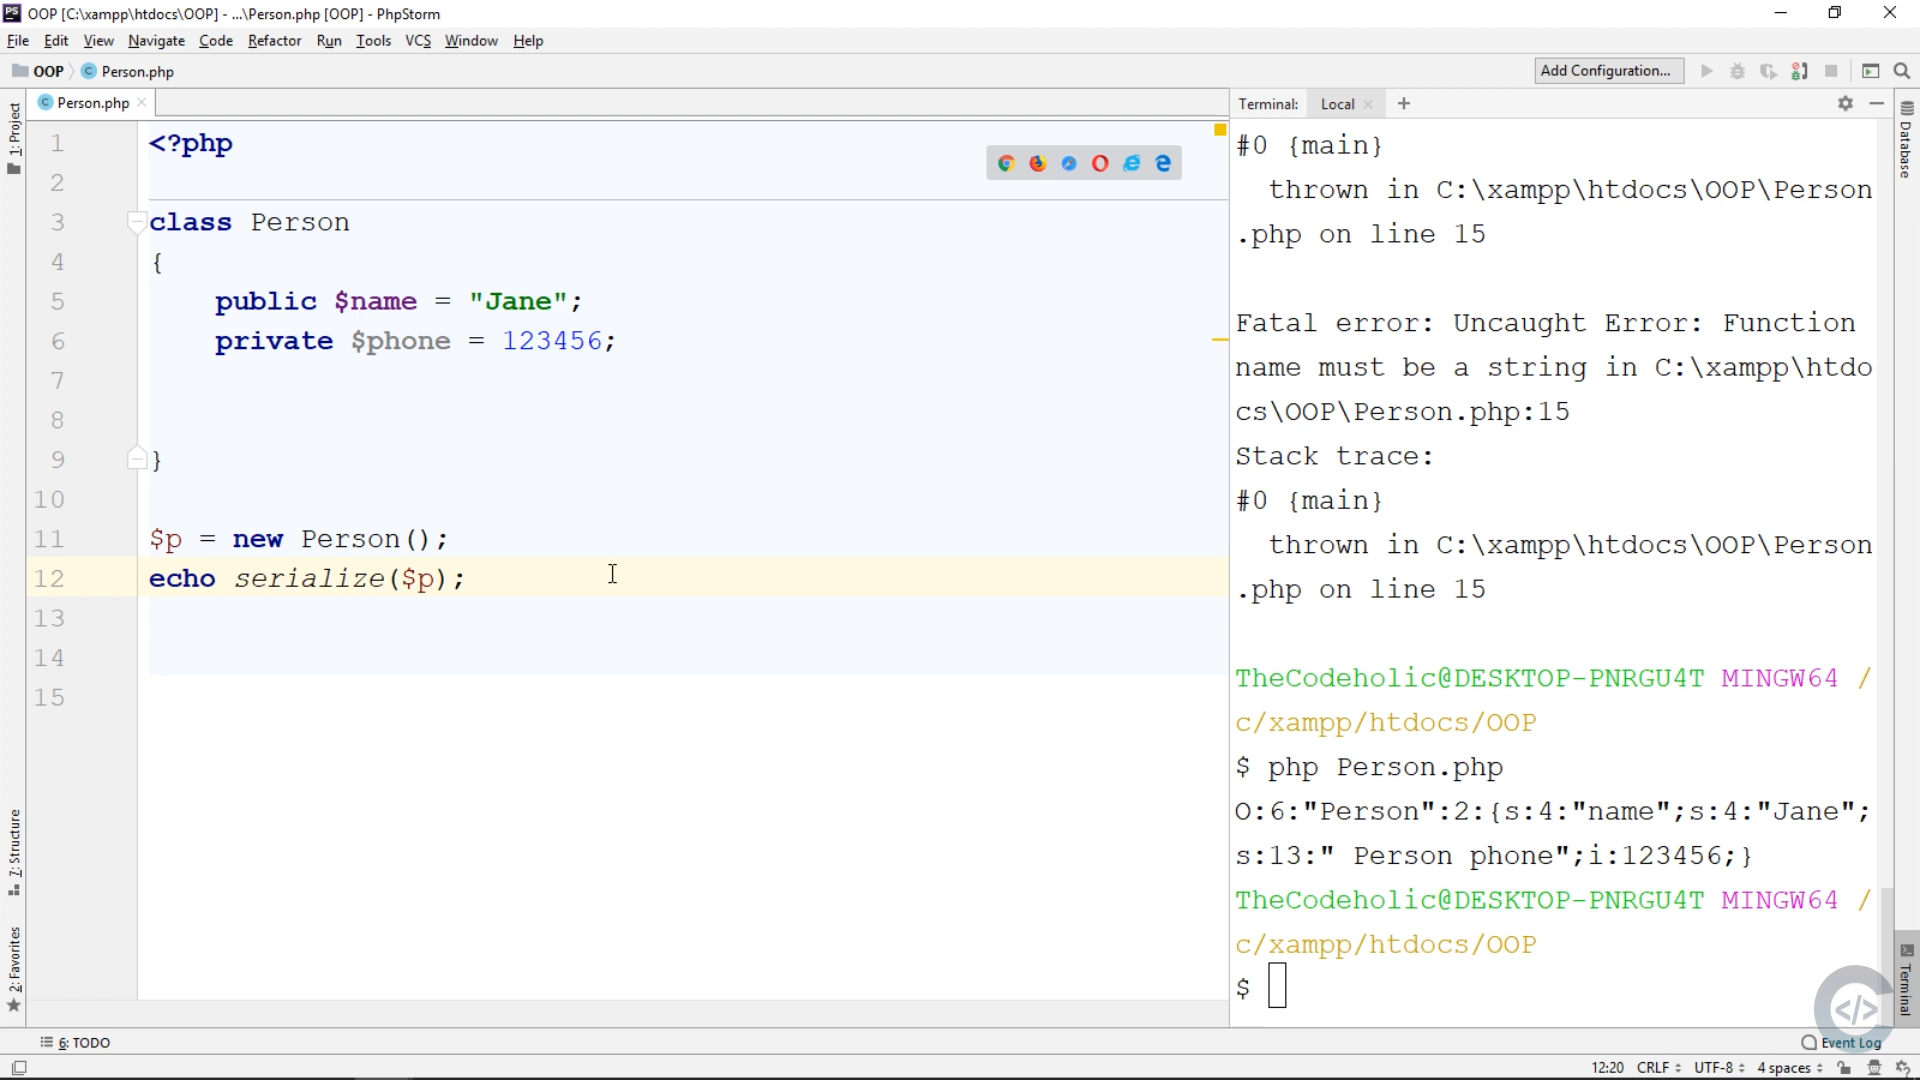 PS OOP [C:\xampp\htdocs\OOP] - ...\Person.php [OOP] - PhpStorm
File Edit View Navigate Code Refactor Run Tools VCS Window Help
OOP Person.php Add Configuration...
1: Project
C Person.php
Terminal: Local
Database
1 <?php
2
3 class Person
4 {
5     public $name = "Jane";
6     private $phone = 123456;
7
8
9 }
10
11 $p = new Person();
12 echo serialize($p);
13
14
15
#0 {main}
  thrown in C:\xampp\htdocs\OOP\Person
.php on line 15
Fatal error: Uncaught Error: Function
name must be a string in C:\xampp\htdo
cs\OOP\Person.php:15
Stack trace:
#0 {main}
  thrown in C:\xampp\htdocs\OOP\Person
.php on line 15
TheCodeholic@DESKTOP-PNRGU4T MINGW64 /
c/xampp/htdocs/OOP
$ php Person.php
O:6:"Person":2:{s:4:"name";s:4:"Jane";
s:13:" Person phone";i:123456;}
TheCodeholic@DESKTOP-PNRGU4T MINGW64 /
c/xampp/htdocs/OOP
$
7: Structure
2: Favorites
Terminal
</>
6: TODO
Event Log
12:20 CRLF UTF-8 4 spaces